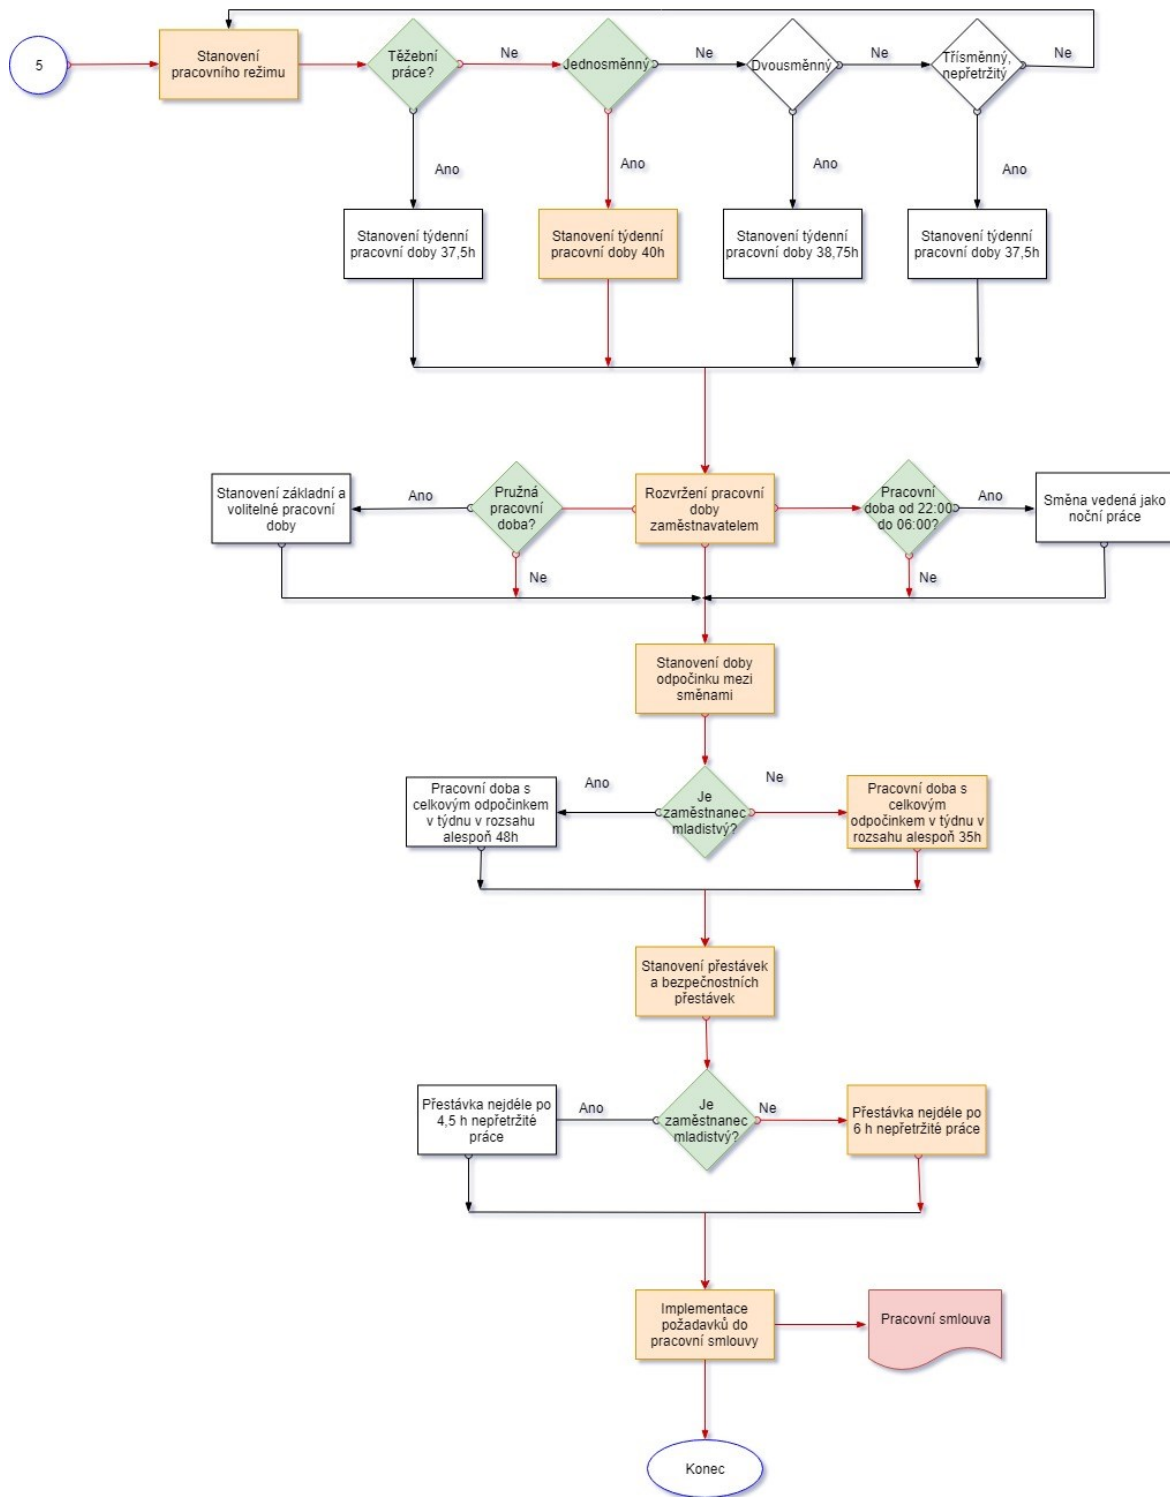 5
Stanovení
pracovního režimu
Těžební
práce?
Ne
Jednosměnný
Ne
Dvousměnný
Ne
Třísměnný,
nepřetržitý
Ne
Ano
Ano
Ano
Ano
Stanovení týdenní
pracovní doby 37,5h
Stanovení týdenní
pracovní doby 40h
Stanovení týdenní
pracovní doby 38,75h
Stanovení týdenní
pracovní doby 37,5h
Stanovení základní a
volitelné pracovní
doby
Ano
Pružná
pracovní
doba?
Ne
Rozvržení pracovní
doby
zaměstnavatelem
Pracovní
doba od 22:00
do 06:00?
Ano
Ne
Směna vedená jako
noční práce
Stanovení doby
odpočinku mezi
směnami
Pracovní doba s
celkovým odpočinkem
v týdnu v rozsahu
alespoň 48h
Ano
Je
zaměstnanec
mladistvý?
Ne
Pracovní doba s
celkovým
odpočinkem v týdnu v
rozsahu alespoň 35h
Stanovení přestávek
a bezpečnostních
přestávek
Přestávka nejdéle po
4,5 h nepřetržité
práce
Ano
Je
zaměstnanec
mladistvý?
Ne
Přestávka nejdéle po
6 h nepřetržité práce
Implementace
požadavků do
pracovní smlouvy
Pracovní smlouva
Konec